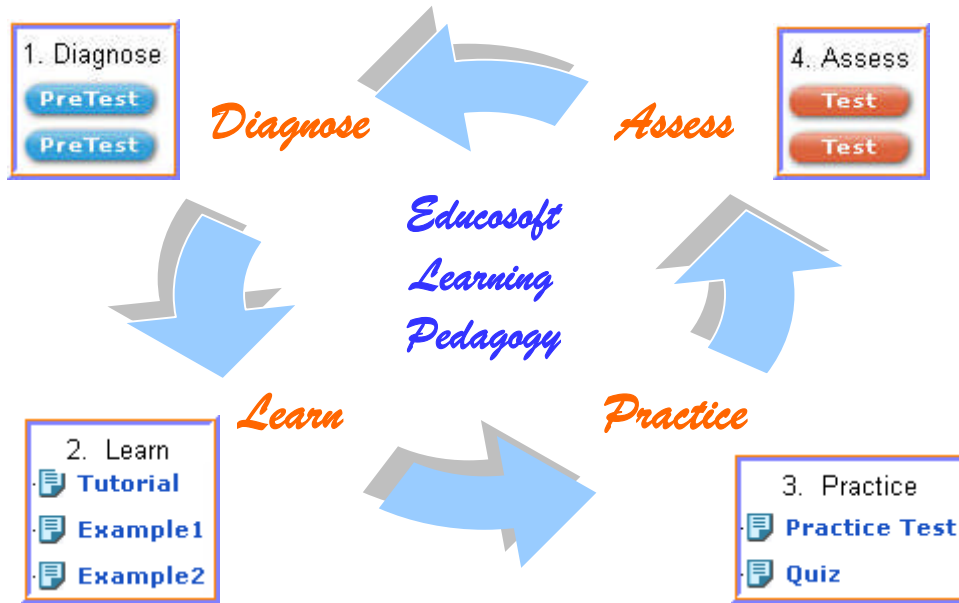 1. Diagnose
PreTest
PreTest
Diagnose
Assess
4. Assess
Test
Test
Educosoft
Learning
Pedagogy
Learn
Practice
2. Learn
Tutorial
Example1
Example2
3. Practice
Practice Test
Quiz